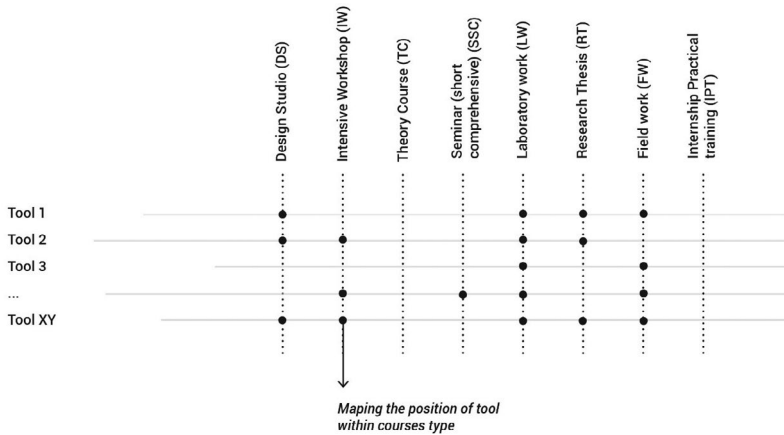 Design Studio (DS)
Intensive Workshop (IW)
Theory Course (TC)
Seminar (short
comprehensive) (SSC)
Laboratory work (LW)
Research Thesis (RT)
Field work (FW)
Internship Practical
training (IPT)
Tool 1
Tool 2
Tool 3
...
Tool XY
Maping the position of tool
within courses type